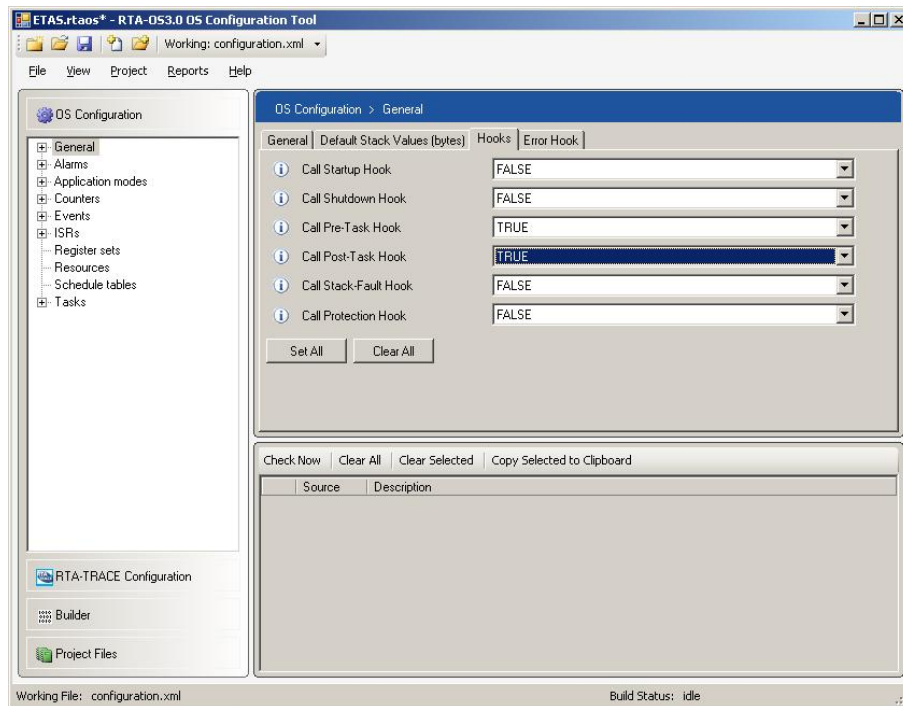 ETAS.rtaos* - RTA-OS3.0 OS Configuration Tool
Working: configuration.xml
File View Project Reports Help
OS Configuration
General
Alarms
Application modes
Counters
Events
ISRs
Register sets
Resources
Schedule tables
Tasks
RTA-TRACE Configuration
Builder
Project Files
OS Configuration > General
General Default Stack Values (bytes) Hooks Error Hook
Call Startup Hook FALSE
Call Shutdown Hook FALSE
Call Pre-Task Hook TRUE
Call Post-Task Hook TRUE
Call Stack-Fault Hook FALSE
Call Protection Hook FALSE
Set All Clear All
Check Now Clear All Clear Selected Copy Selected to Clipboard
Source Description
Working File: configuration.xml Build Status: idle